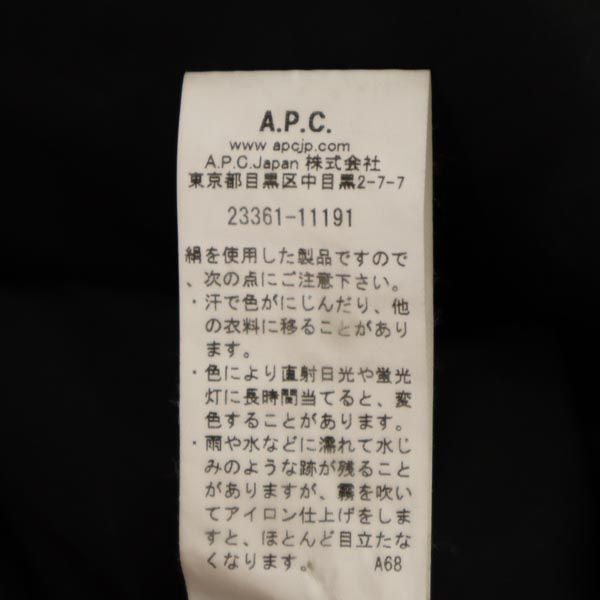 A.P.C.
www.apcjp.com
A.P.C.Japan 株式会社
東京都目黒区中目黒2-7-7
23361-11191
絹を使用した製品ですので
、次の点にご注意下さい。
・汗で色がにじんだり、他
の衣料に移ることがあり
ます。
・色により直射日光や蛍光
灯に長時間当てると、変
色することがあります。
・雨や水などに濡れて水じ
みのような跡が残ること
がありますが、霧を吹い
てアイロン仕上げをしま
すと、ほとんど目立たな
くなります。 A68